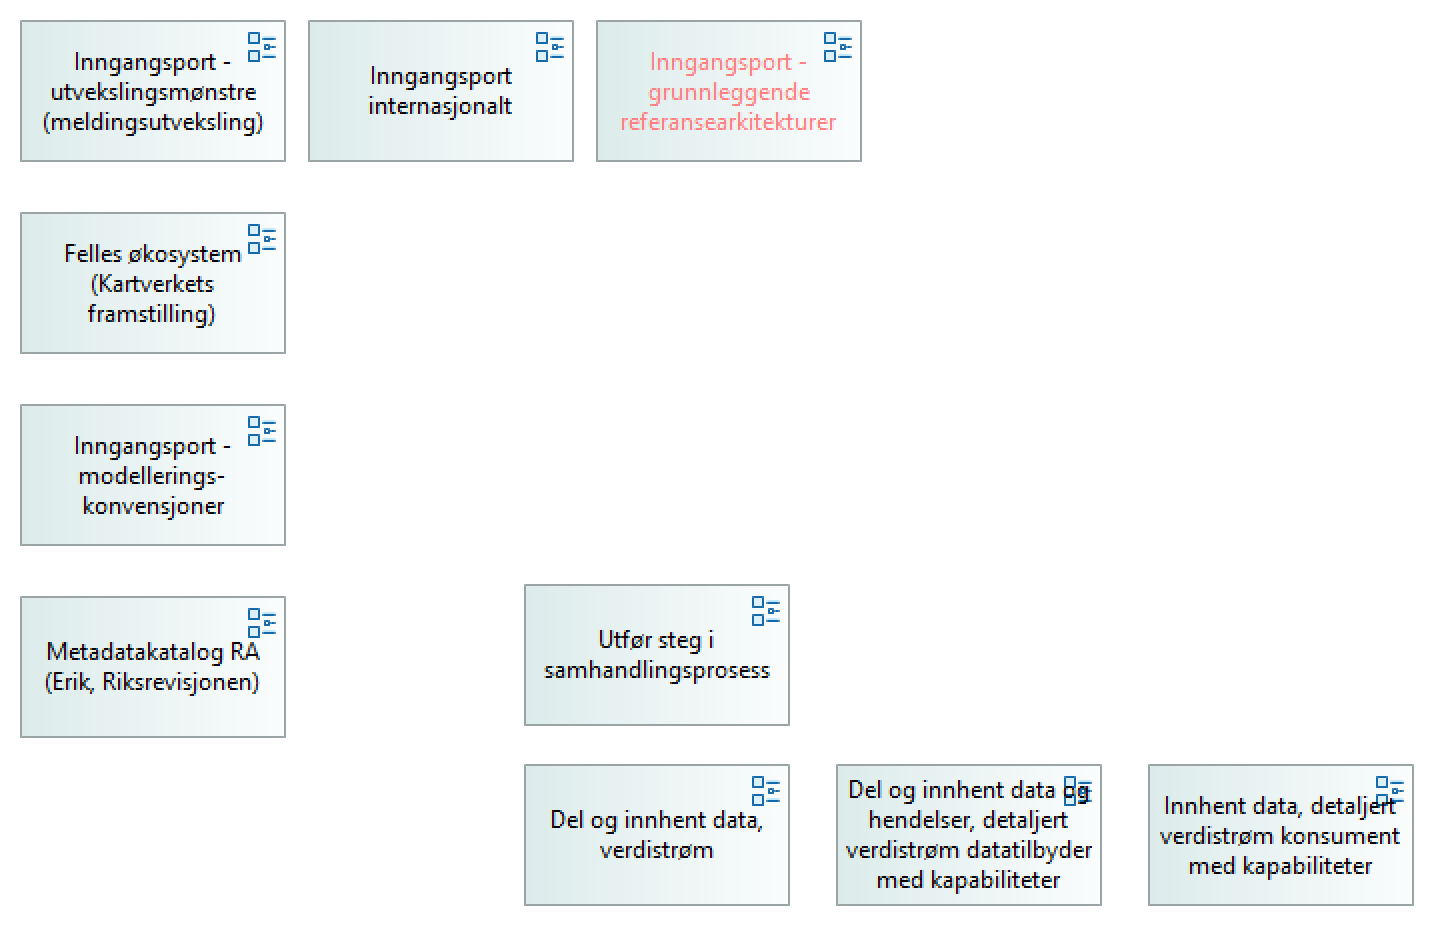 Inngangsport -
utvekslingsmønstre
(meldingsutveksling)
Inngangsport
internasjonalt
Inngangsport -
grunnleggende
referansearkitekturer
Felles økosystem
(Kartverkets
framstilling)
Inngangsport -
modellerings-
konvensjoner
Metadatakatalog RA
(Erik, Riksrevisjonen)
Utfør steg i
samhandlingsprosess
Del og innhent data,
verdistrøm
Del og innhent data og
hendelser, detaljert
verdistrøm datatilbyder
med kapabiliteter
Innhent data, detaljert
verdistrøm konsument
med kapabiliteter